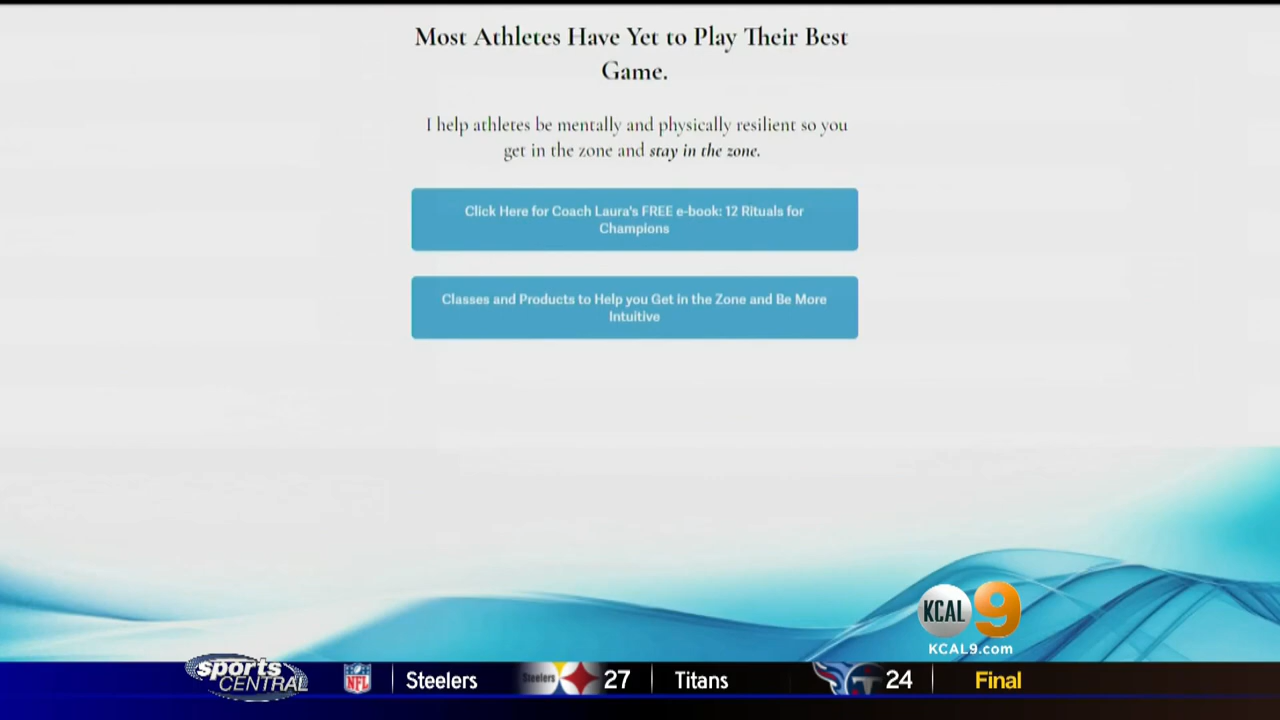 Most Athletes Have Yet to Play Their Best
Game.
I help athletes be mentally and physically resilient so you
get in the zone and stay in the zone.
Click Here for Coach Laura's FREE e-book: 12 Rituals for
Champions
Classes and Products to Help you Get in the Zone and Be More
Intuitive
KCAL 9
KCAL9.com
sports
CENTRAL
NFL
Steelers
Steelers
27
Titans
T
24
Final